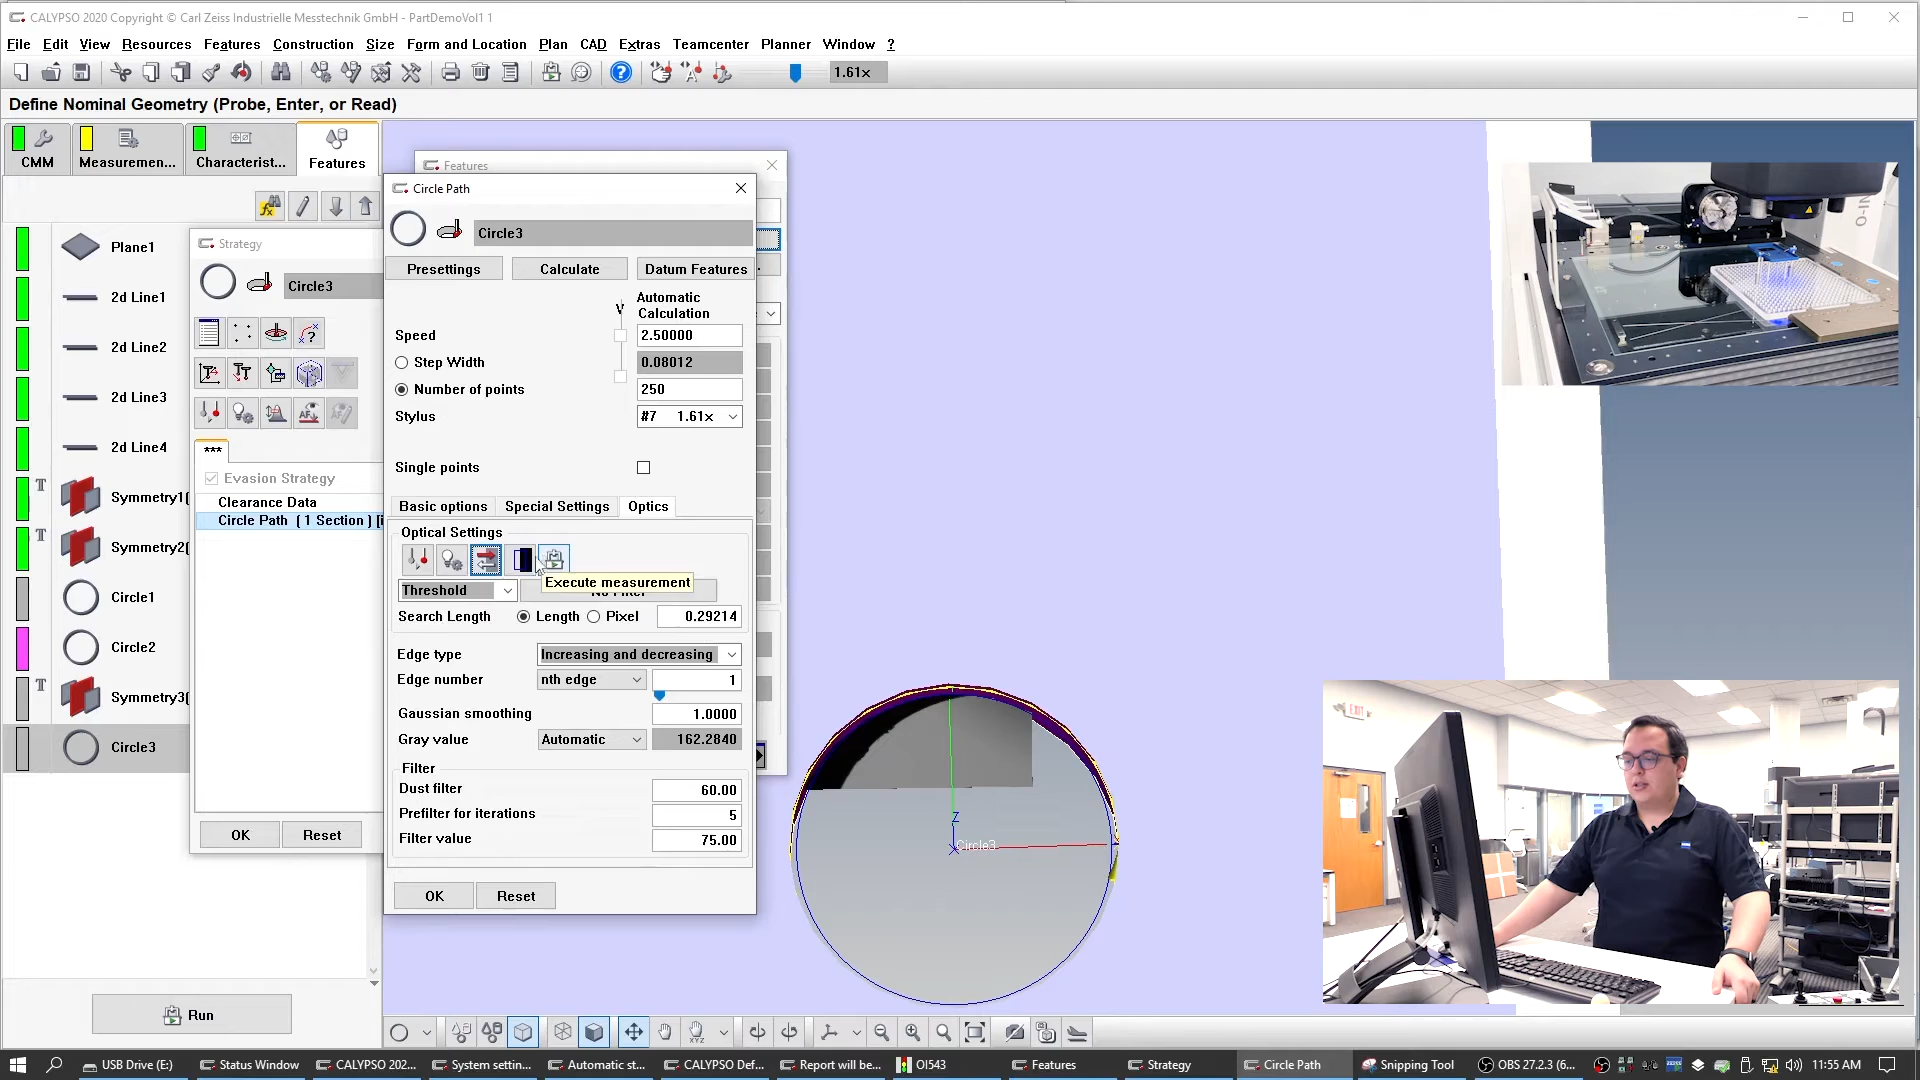 CALYPSO 2020 Copyright © Carl Zeiss Industrielle Messtechnik GmbH - PartDemoVol1 1
File Edit View Resources Features Construction Size Form and Location Plan CAD Extras Teamcenter Planner Window ?
1.61x
Define Nominal Geometry (Probe, Enter, or Read)
CMM
Measuremen...
Characterist...
Features
Plane1
2d Line1
2d Line2
2d Line3
2d Line4
T Symmetry1(
T Symmetry2(
Circle1
Circle2
T Symmetry3(
Circle3
Run
Strategy
Circle3
***
Evasion Strategy
Clearance Data
Circle Path ( 1 Section ) [i
OK Reset
Features
Circle Path
Circle3
Presettings Calculate Datum Features
Automatic
Calculation
Speed 2.50000
Step Width 0.08012
Number of points 250
Stylus #7 1.61x
Single points
Basic options Special Settings Optics
Optical Settings
Execute measurement
Threshold
Search Length Length Pixel 0.29214
Edge type Increasing and decreasing
Edge number nth edge 1
Gaussian smoothing 1.0000
Gray value Automatic 162.2840
Filter
Dust filter 60.00
Prefilter for iterations 5
Filter value 75.00
OK Reset
Z
Circle3
EXIT
USB Drive (E:) Status Window CALYPSO 202... System settin... Automatic st... CALYPSO Def... Report will be... OI543 Features Strategy Circle Path Snipping Tool OBS 27.2.3 (6... 11:55 AM